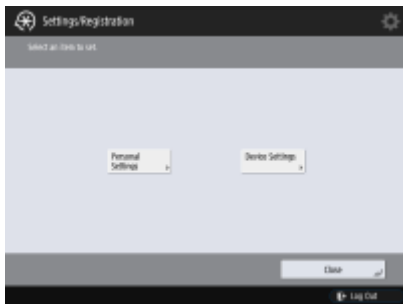 Settings/Registration
Select an item to set.
Personal
Settings
Device Settings
Close
Log Out